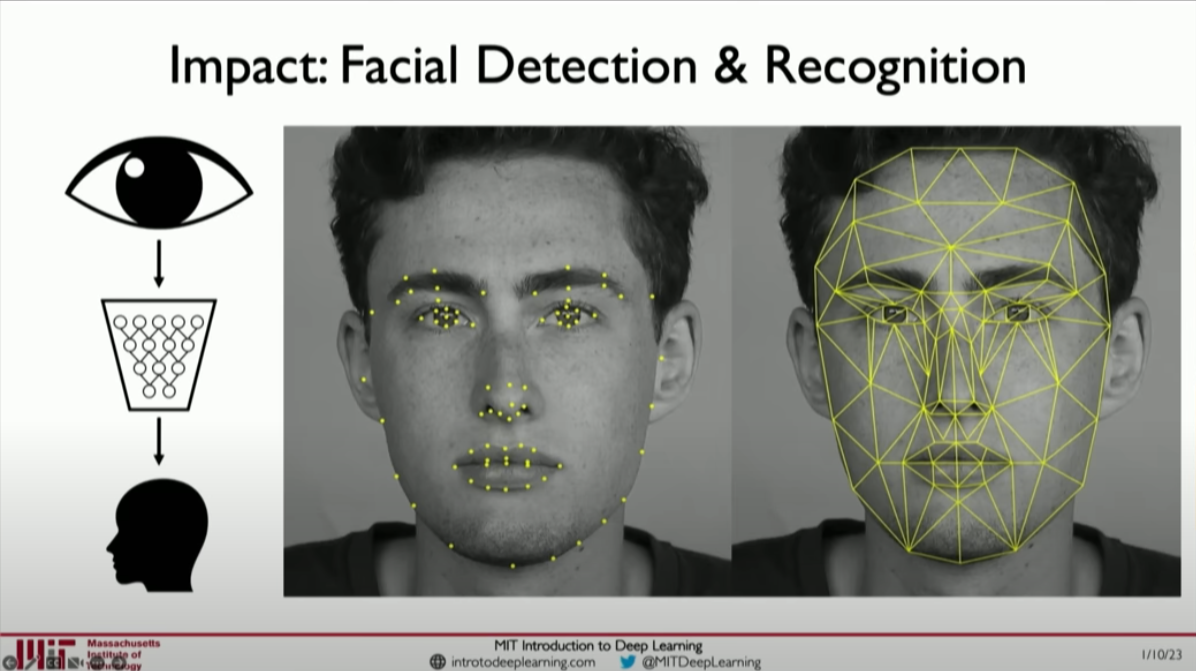 Impact: Facial Detection & Recognition
MIT
Massachusetts
Institute of
MIT Introduction to Deep Learning
introtodeeplearning.com @MITDeepLearning
1/10/23